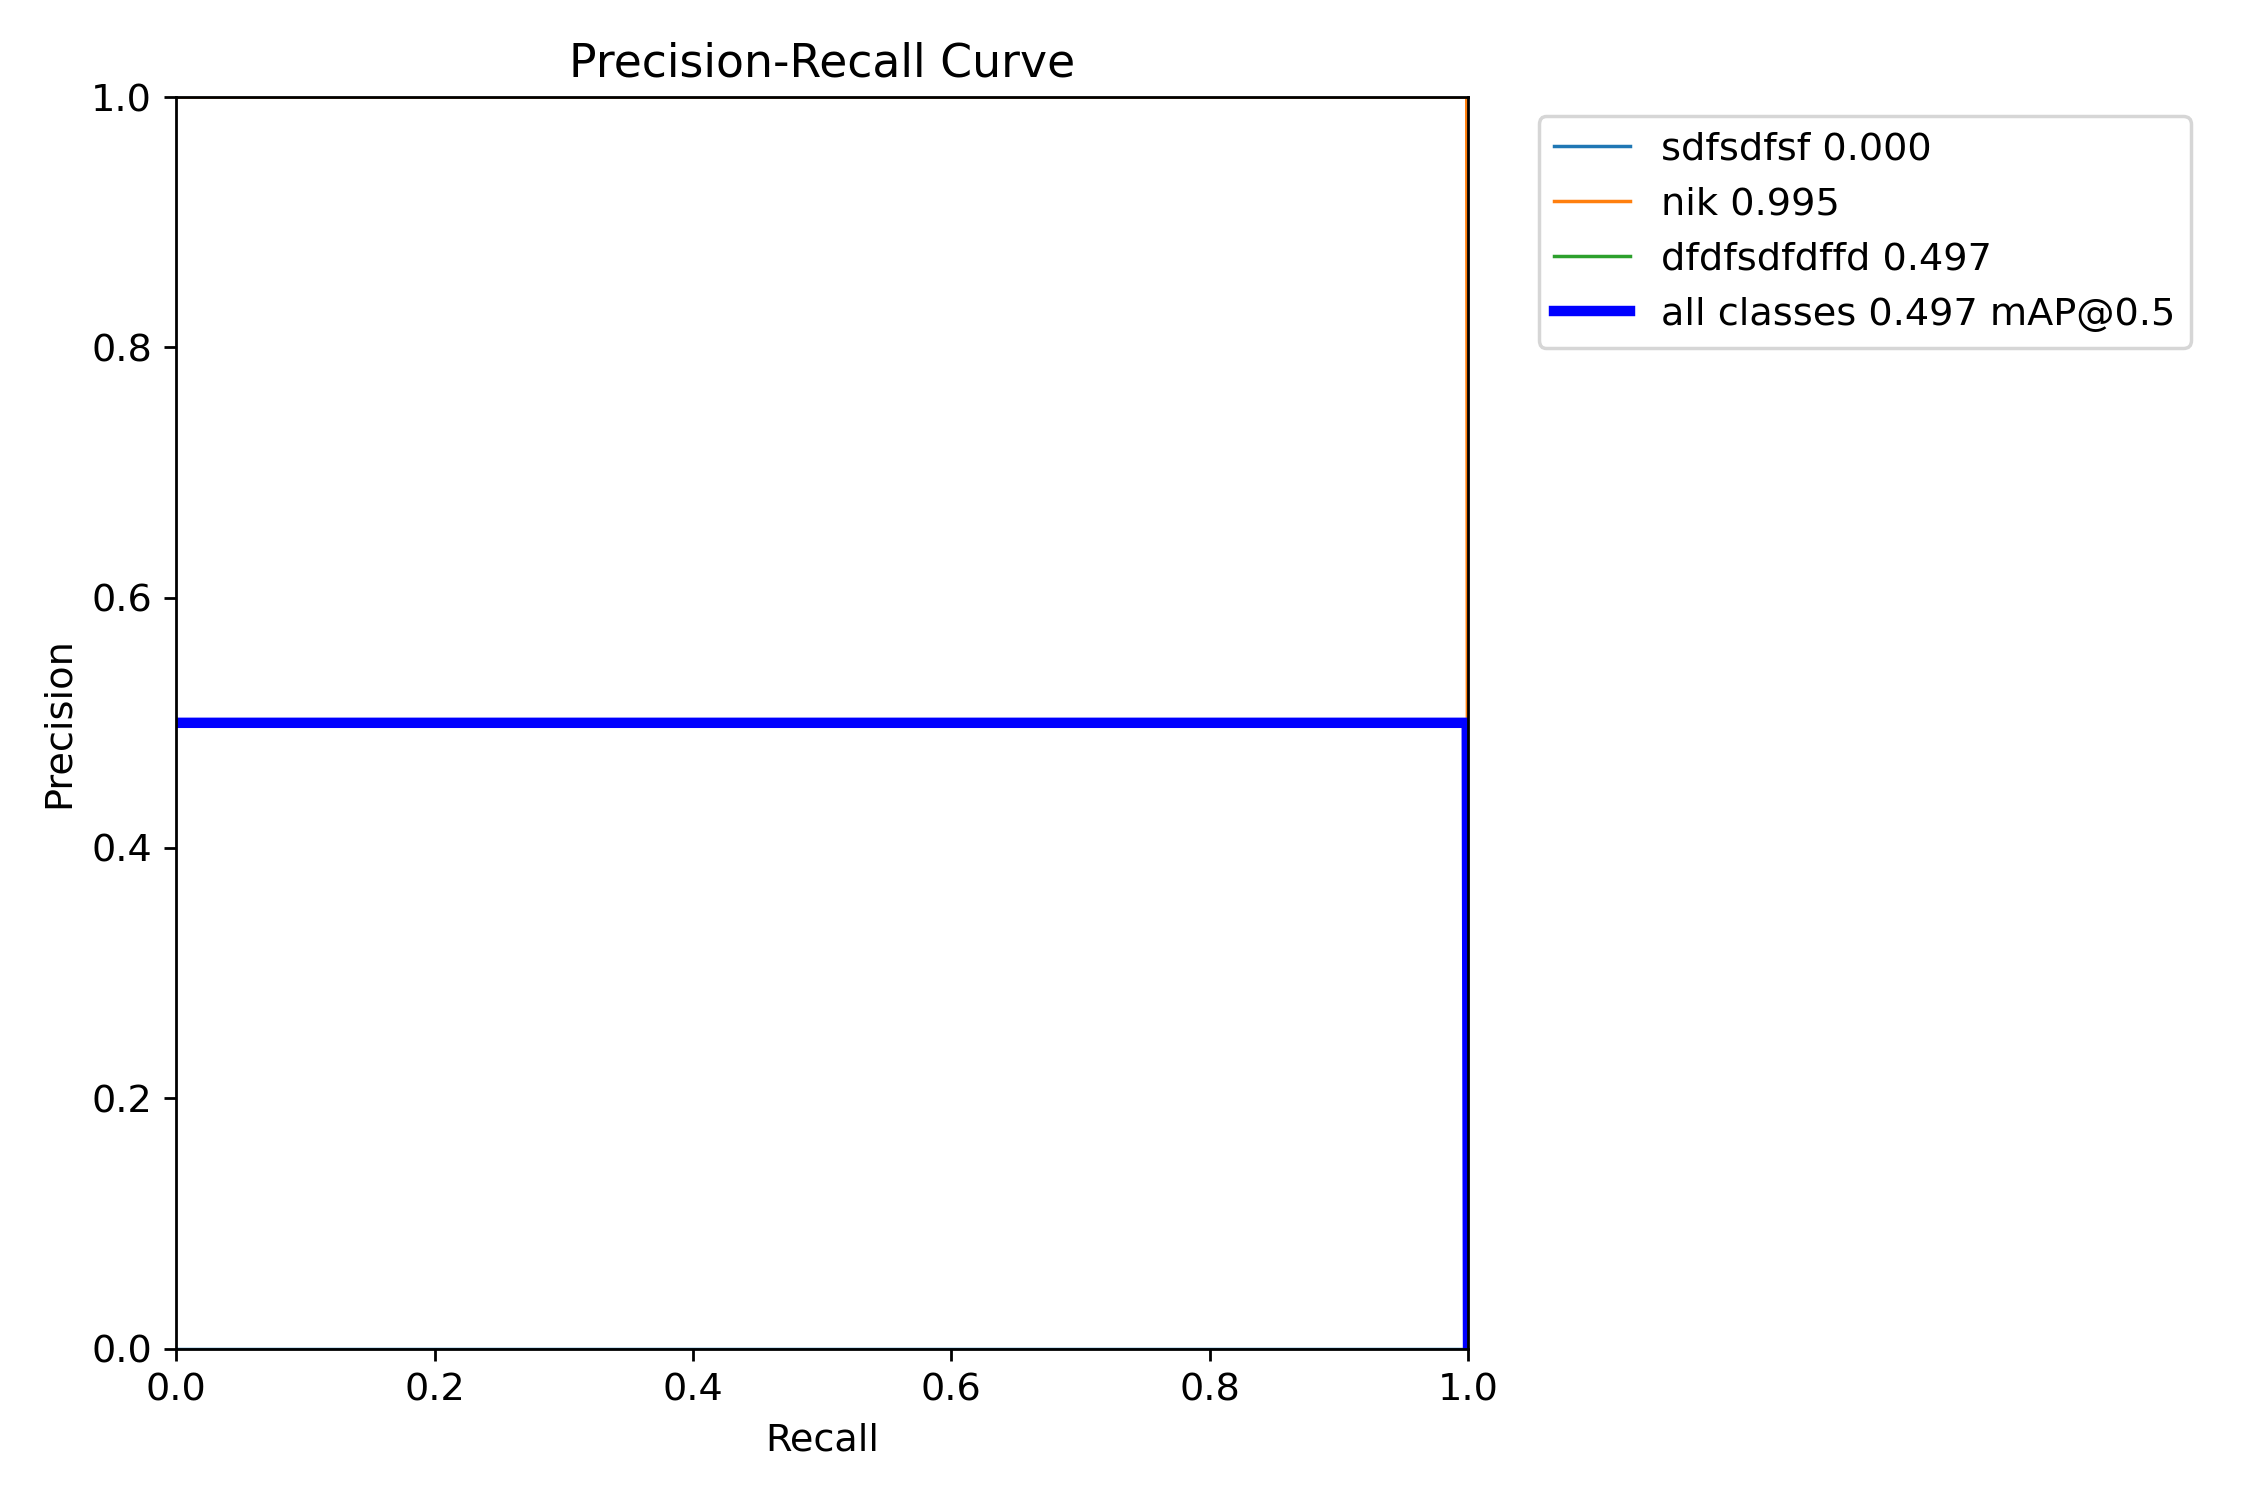 Precision-Recall Curve
1.0
0.8
0.6
0.4
0.2
0.0
Precision
0.0 0.2 0.4 0.6 0.8 1.0
Recall
sdfsdfsf 0.000
nik 0.995
dfdfsdfdffd 0.497
all classes 0.497 mAP@0.5